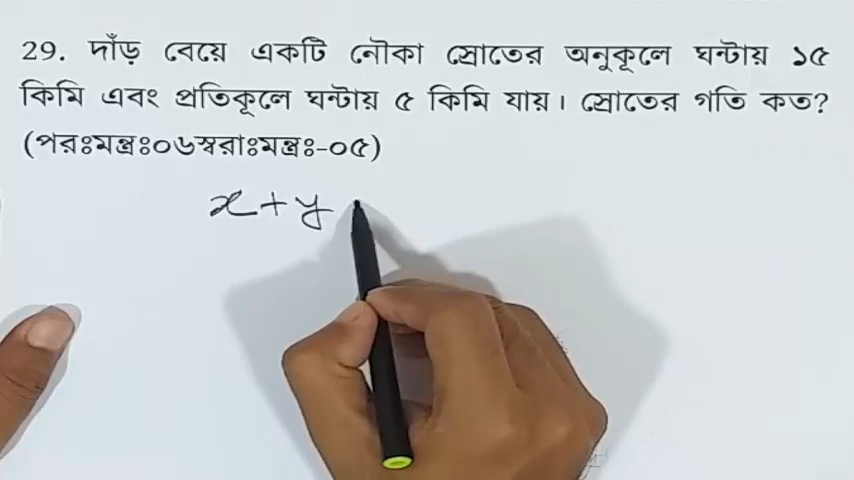 29. দাঁড় বেয়ে একটি নৌকা স্রোতের অনুকূলে ঘন্টায় ১৫
কিমি এবং প্রতিকূলে ঘন্টায় ৫ কিমি যায়। স্রোতের গতি কত?
(পরঃমন্ত্রঃ০৬স্বরাঃমন্ত্রঃ-০৫)
x+y